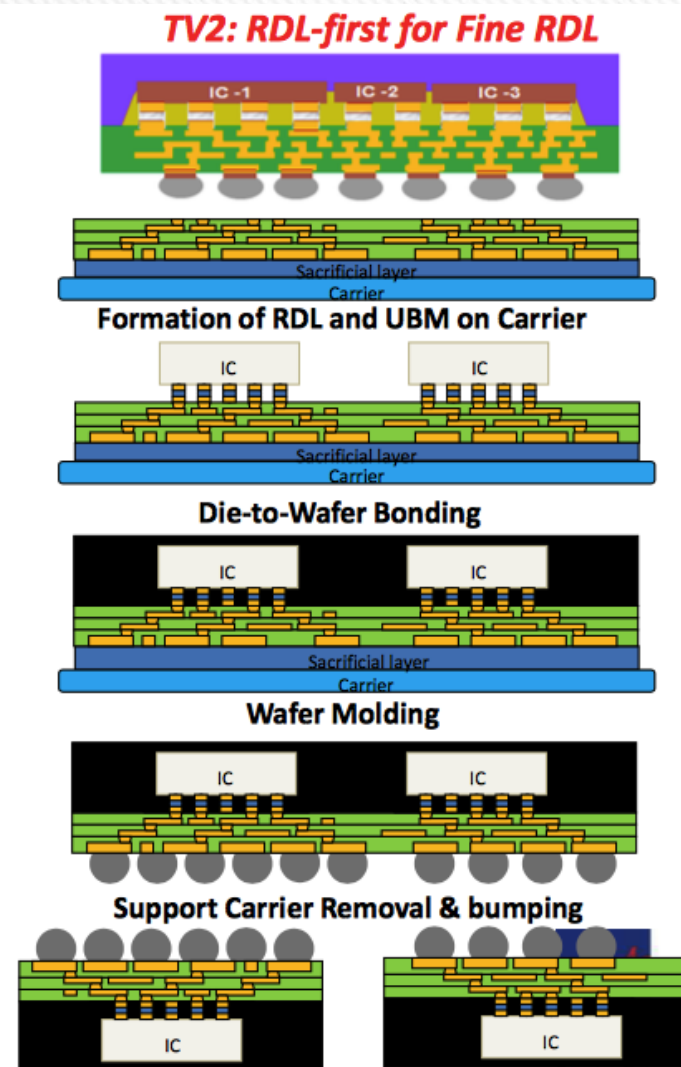 TV2: RDL-first for Fine RDL
IC -1 IC -2 IC -3
Sacrificial layer
Carrier
Formation of RDL and UBM on Carrier
IC IC
Sacrificial layer
Carrier
Die-to-Wafer Bonding
IC IC
Sacrificial layer
Carrier
Wafer Molding
IC IC
Support Carrier Removal & bumping
IC IC